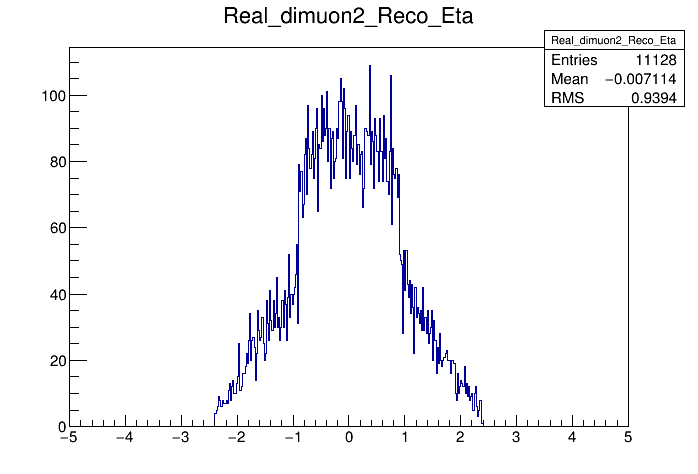 Real_dimuon2_Reco_Eta
Real_dimuon2_Reco_Eta
Entries 11128
Mean −0.007114
RMS 0.9394
100
80
60
40
20
0
−5 −4 −3 −2 −1 0 1 2 3 4 5